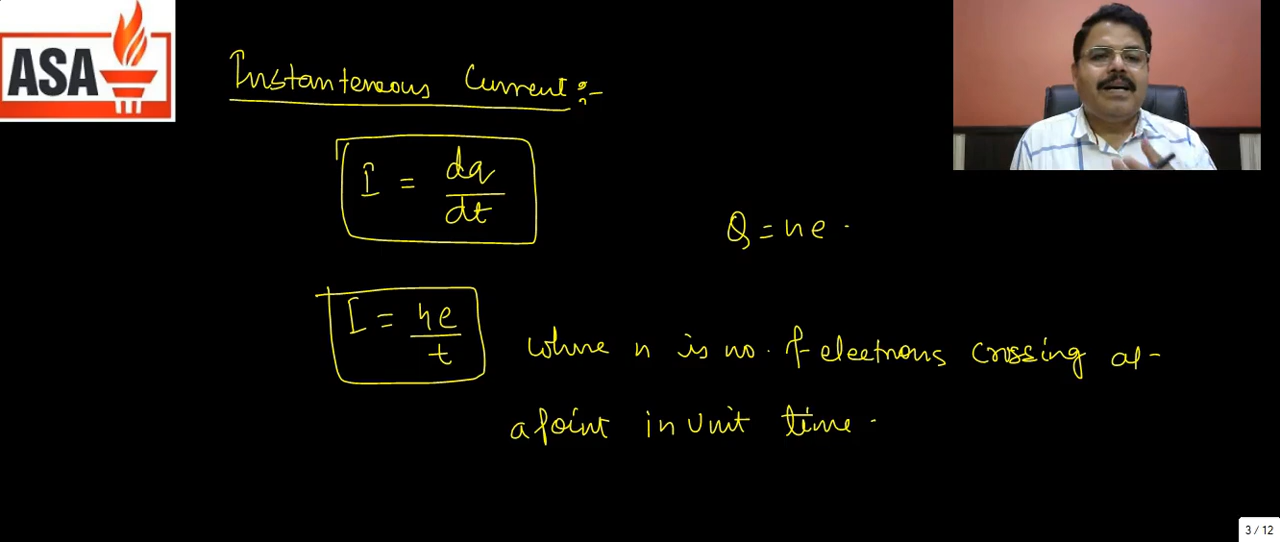 ASA
Instanteneous Current :-
I = dq/dt
Q = ne.
I = ne/t where n is no. of electrons crossing at
a point in unit time.
3 / 12